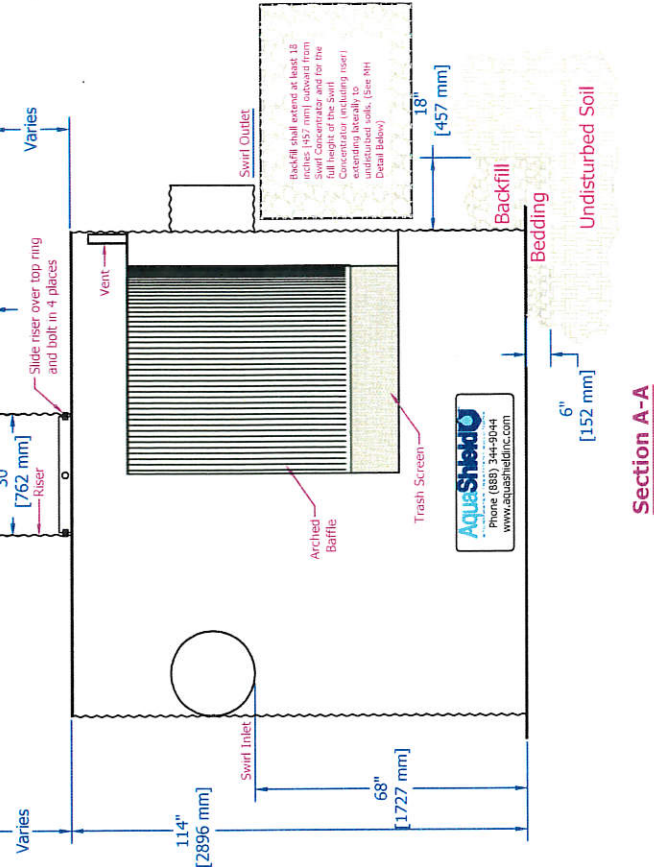 Varies
Varies
Slide riser over top ring
and bolt in 4 places
30
[762 mm]
Riser
Vent
Swirl Outlet
Backfill shall extend at least 18
inches [457 mm] outward from
Swirl Concentrator and for the
full height of the Swirl
Concentrator (including riser)
extending laterally to
undisturbed soils. (See MH
Detail Below)
18"
[457 mm]
Arched
Baffle
Trash Screen
Swirl Inlet
114"
[2896 mm]
68"
[1727 mm]
AquaShield
Phone (888) 344-9044
www.aquashieldinc.com
Backfill
Bedding
Undisturbed Soil
6"
[152 mm]
Section A-A